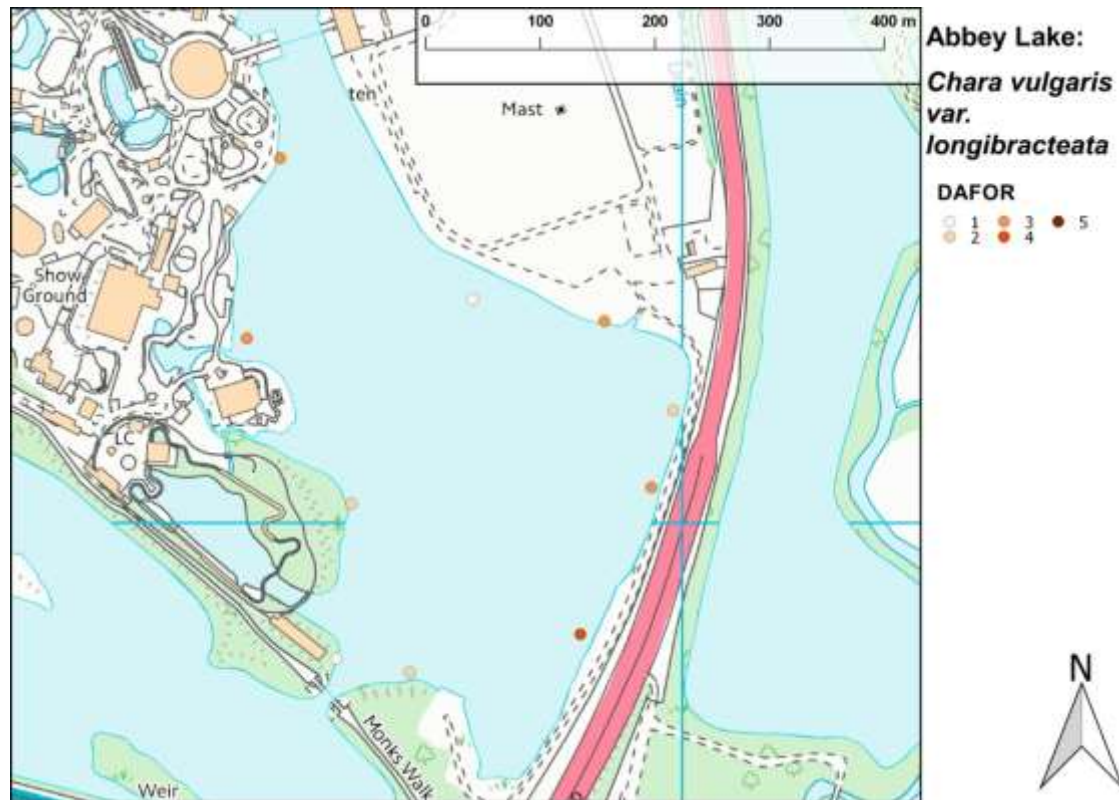 0 100 200 300 400 m
Abbey Lake:
Chara vulgaris
var.
longibracteata
DAFOR
1 3 5
2 4
ten
Mast
Show
Ground
LC
Monks Walk
Weir
N